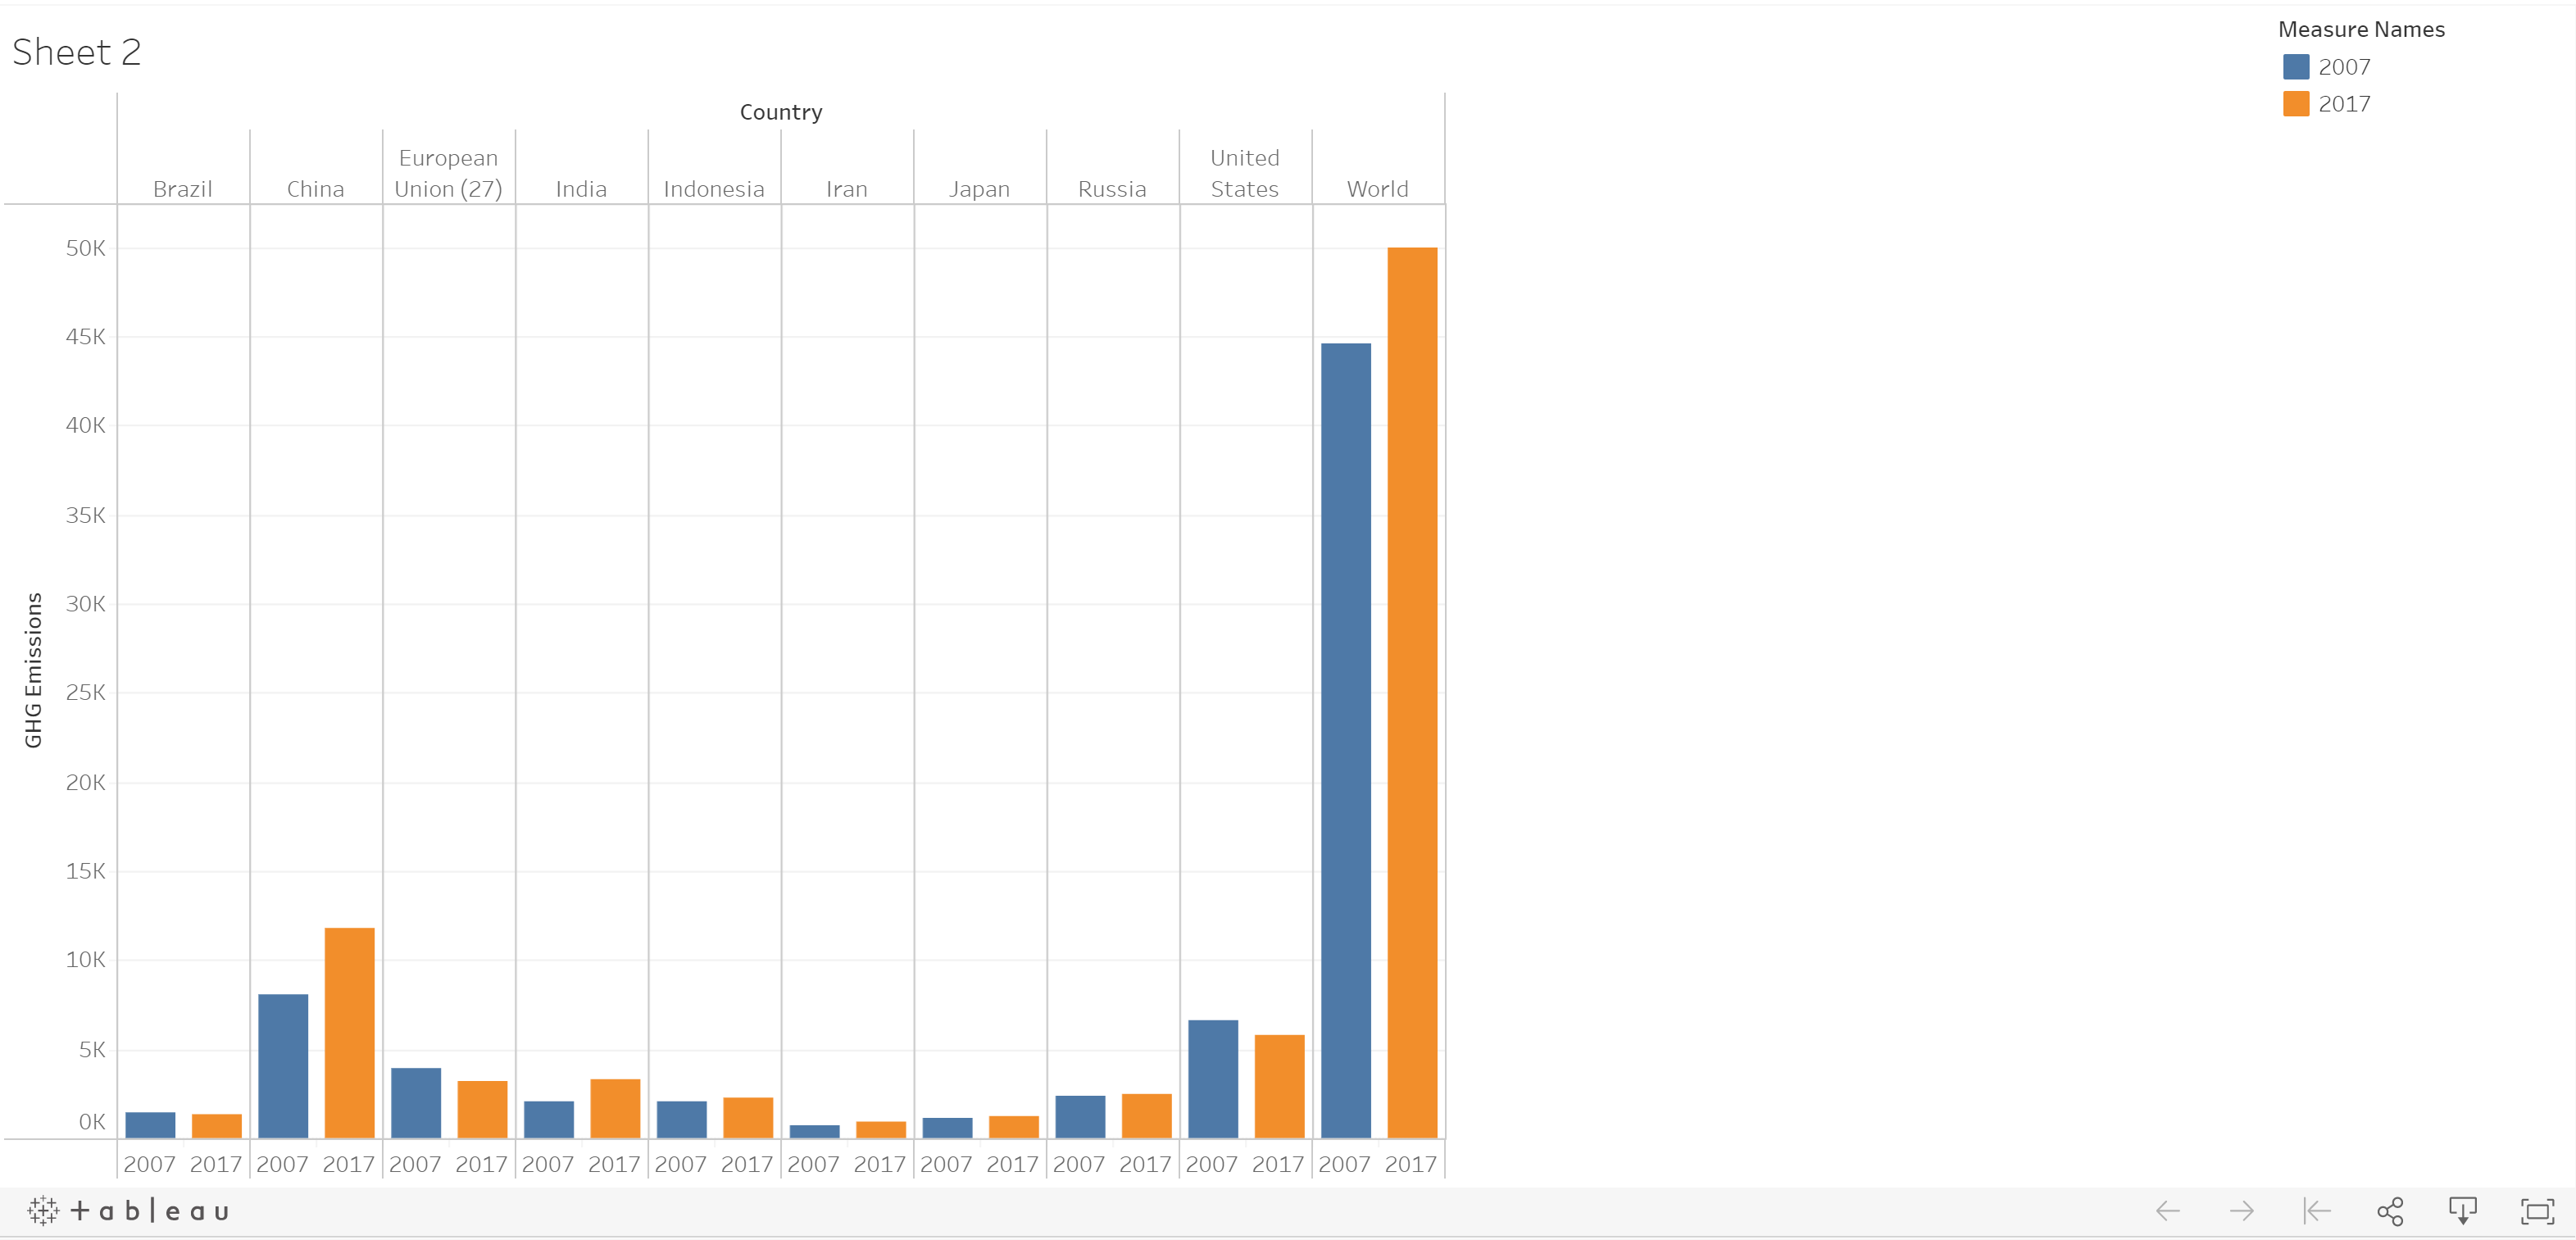 Sheet 2
Measure Names
2007
2017
Country
Brazil China European Union (27) India Indonesia Iran Japan Russia United States World
GHG Emissions
50K
45K
40K
35K
30K
25K
20K
15K
10K
5K
0K
2007 2017 2007 2017 2007 2017 2007 2017 2007 2017 2007 2017 2007 2017 2007 2017 2007 2017 2007 2017
+ a b l e a u